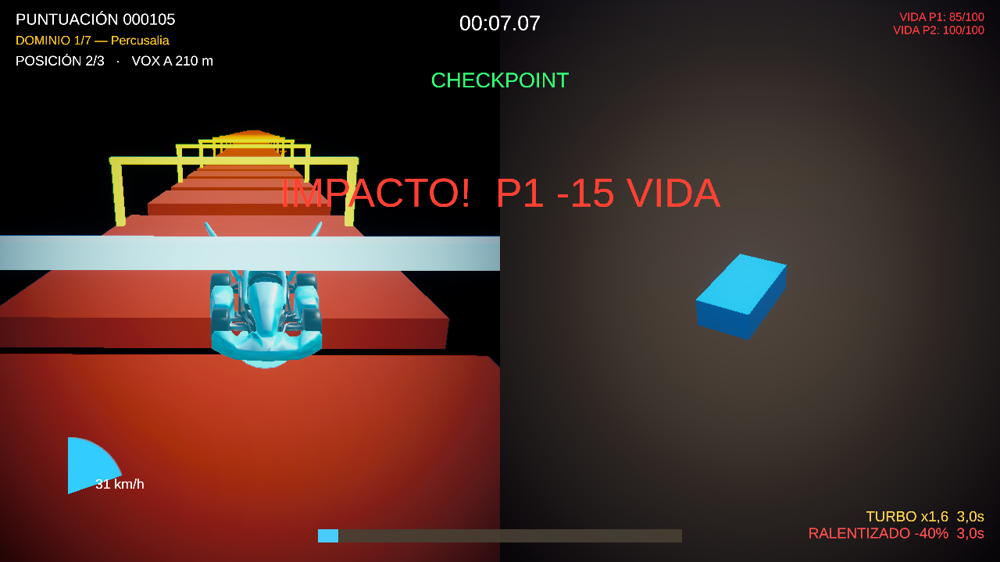 PUNTUACIÓN 000105
DOMINIO 1/7 — Percusalia
POSICIÓN 2/3 · VOX A 210 m
00:07.07
VIDA P1: 85/100
VIDA P2: 100/100
CHECKPOINT
IMPACTO! P1 -15 VIDA
31 km/h
TURBO x1,6 3,0s
RALENTIZADO -40% 3,0s